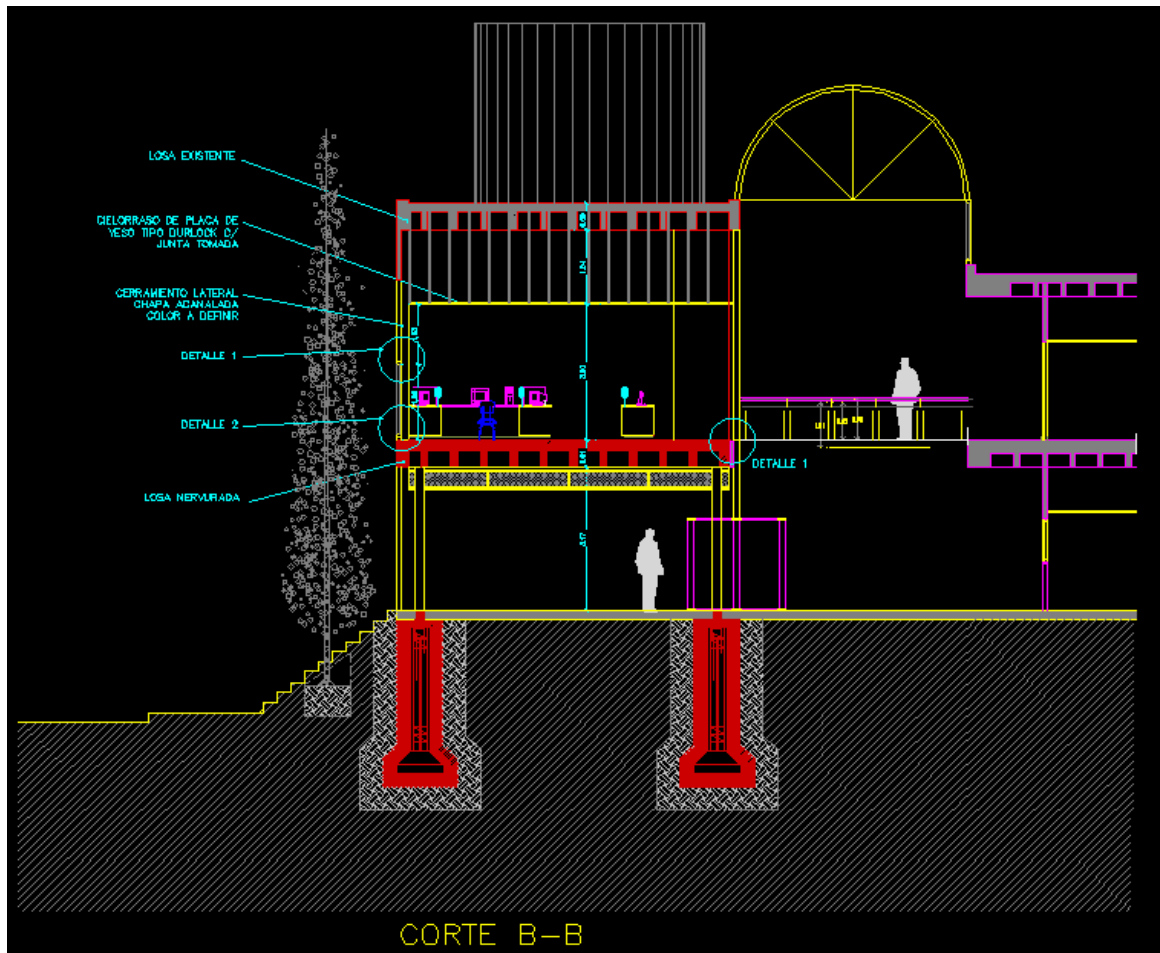 LOSA EXISTENTE
CIELORRASO DE PLACA DE
YESO TIPO DURLOCK C/
JUNTA TOMADA
CERRAMIENTO LATERAL
CHAPA ACANALADA
COLOR A DEFINIR
DETALLE 1
DETALLE 2
DETALLE 1
LOSA NERVURADA
CORTE B-B